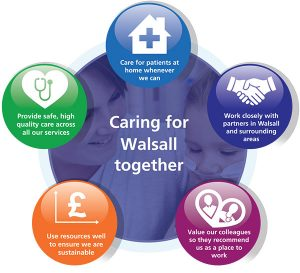 Care for patients at
home whenever
we can
Provide safe, high
quality care across
all our services
Caring for
Walsall
together
Work closely with
partners in Walsall
and surrounding
areas
£
Use resources well
to ensure we are
sustainable
Value our colleagues
so they recommend
us as a place to
work